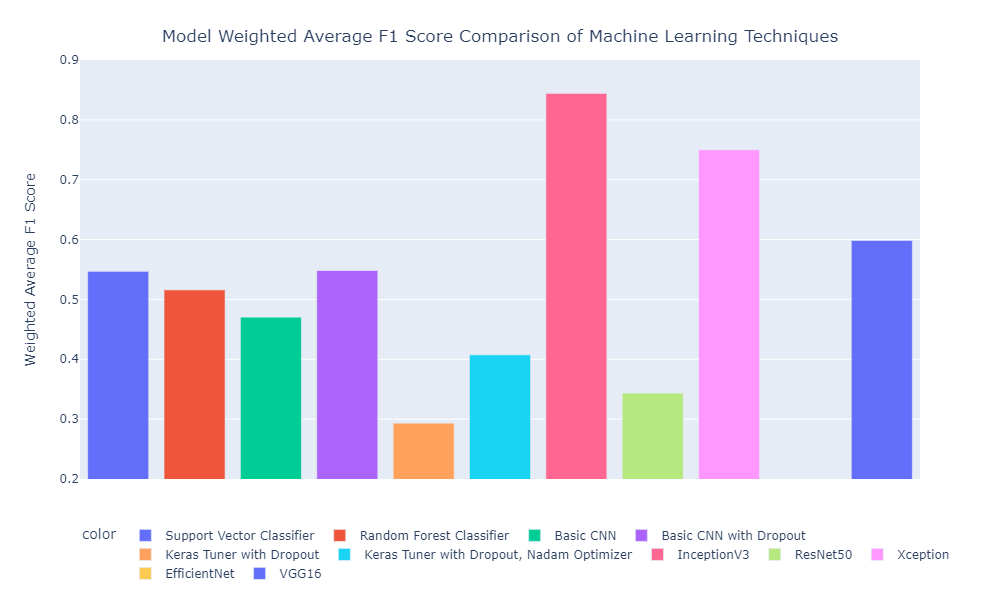 Model Weighted Average F1 Score Comparison of Machine Learning Techniques
Weighted Average F1 Score
0.9
0.8
0.7
0.6
0.5
0.4
0.3
0.2
color
Support Vector Classifier
Random Forest Classifier
Basic CNN
Basic CNN with Dropout
Keras Tuner with Dropout
Keras Tuner with Dropout, Nadam Optimizer
InceptionV3
ResNet50
Xception
EfficientNet
VGG16